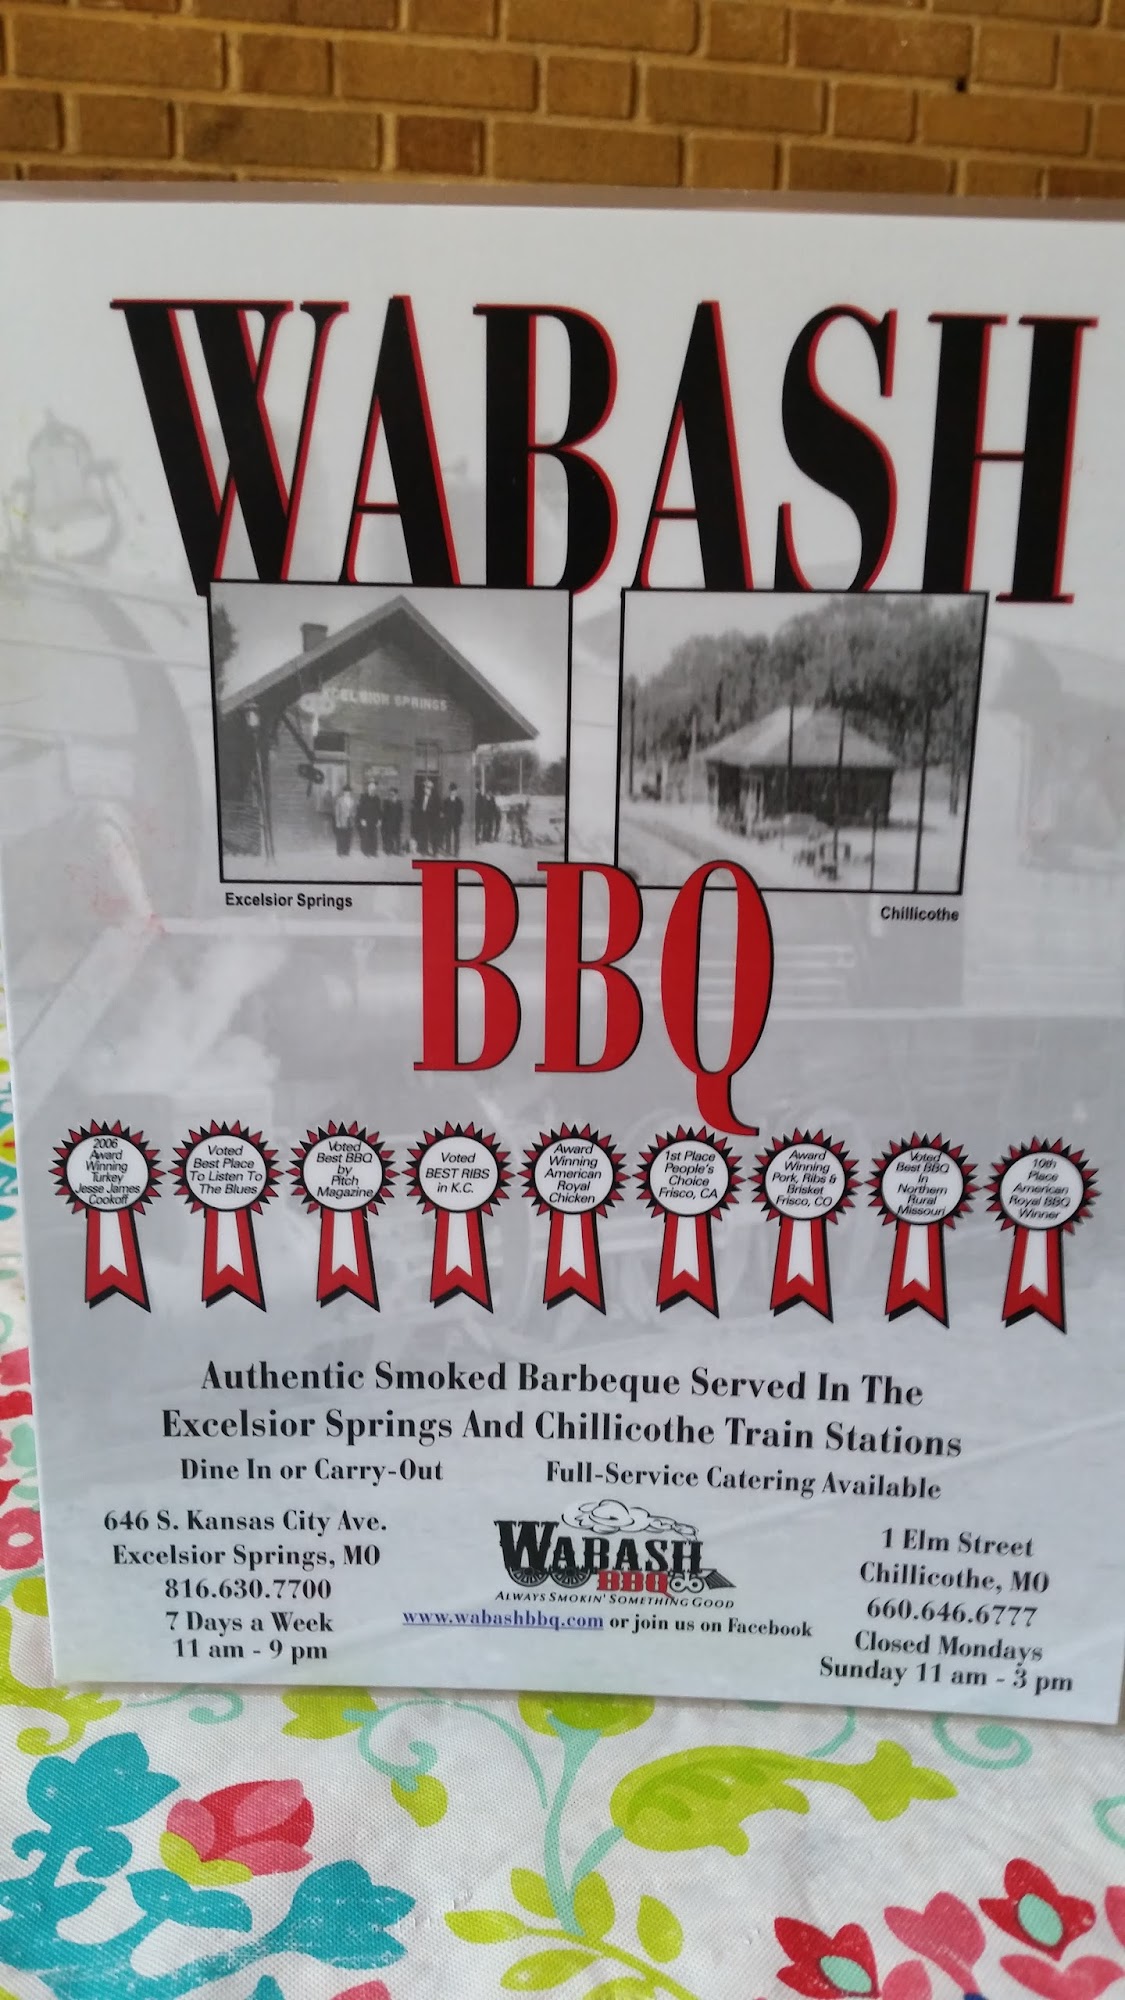 WABASH
EXCELSIOR SPRINGS
Excelsior Springs
Chillicothe
BBQ
2006
Award
Winning
Turkey
Jesse James
Cookoff
Voted
Best Place
To Listen To
The Blues
Voted
Best BBQ
by
Pitch
Magazine
Voted
BEST RIBS
in K.C.
Award
Winning
American
Royal
Chicken
1st Place
People's
Choice
Frisco, CA
Award
Winning
Pork, Ribs &
Brisket
Frisco, CO
Voted
Best BBQ
In
Northern
Rural
Missouri
10th
Place
American
Royal BBQ
Winner
Authentic Smoked Barbeque Served In The
Excelsior Springs And Chillicothe Train Stations
Dine In or Carry-Out
Full-Service Catering Available
646 S. Kansas City Ave.
Excelsior Springs, MO
816.630.7700
7 Days a Week
11 am - 9 pm
WABASH
BBQ
ALWAYS SMOKIN' SOMETHING GOOD
www.wabashbbq.com or join us on Facebook
1 Elm Street
Chillicothe, MO
660.646.6777
Closed Mondays
Sunday 11 am - 3 pm